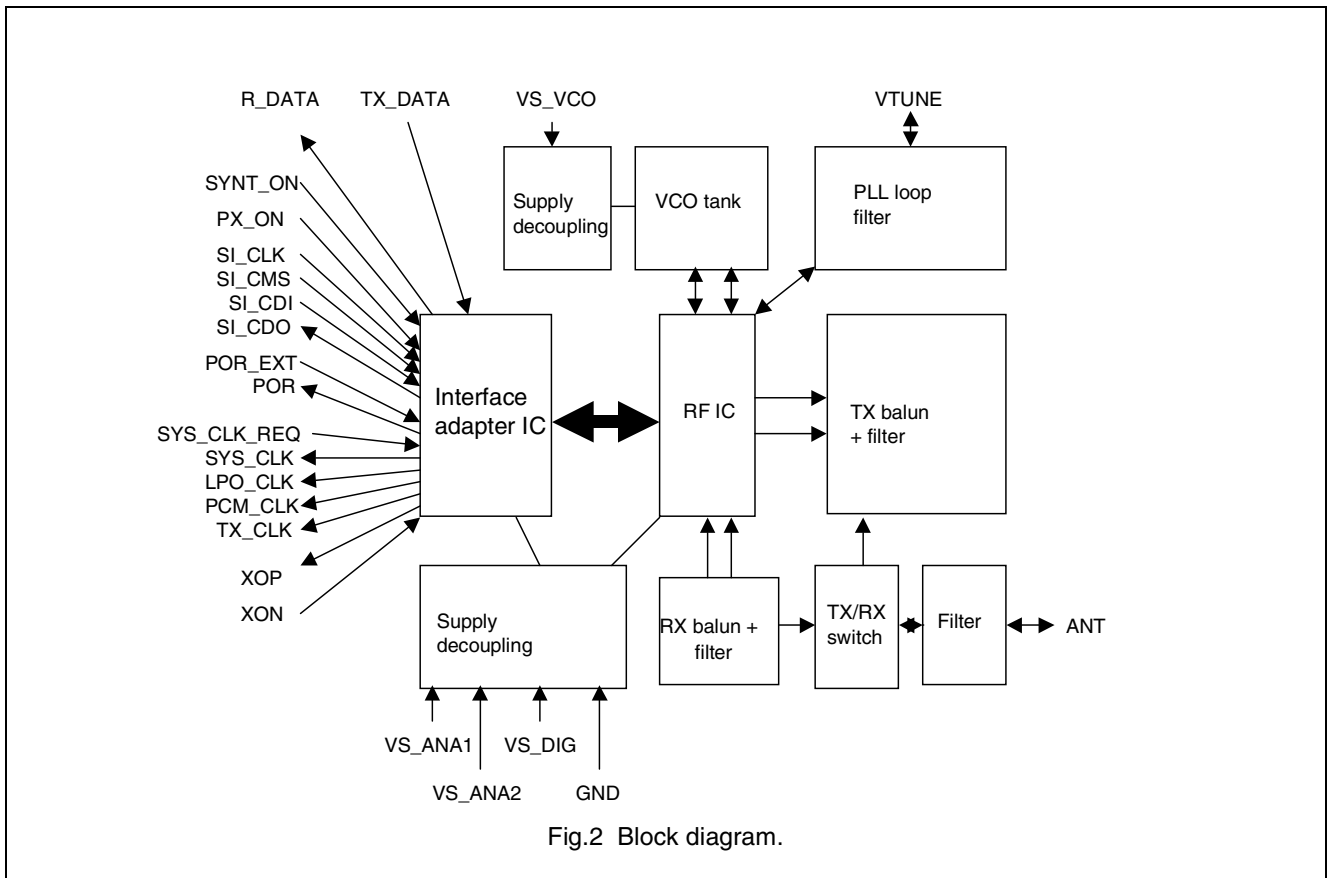 R_DATA
TX_DATA
VS_VCO
VTUNE
SYNT_ON
PX_ON
SI_CLK
SI_CMS
SI_CDI
SI_CDO
POR_EXT
POR
SYS_CLK_REQ
SYS_CLK
LPO_CLK
PCM_CLK
TX_CLK
XOP
XON
Supply
decoupling
VCO tank
PLL loop
filter
Interface
adapter IC
RF IC
TX balun
+ filter
Supply
decoupling
RX balun +
filter
TX/RX
switch
Filter
ANT
VS_ANA1
VS_DIG
VS_ANA2
GND
Fig.2 Block diagram.